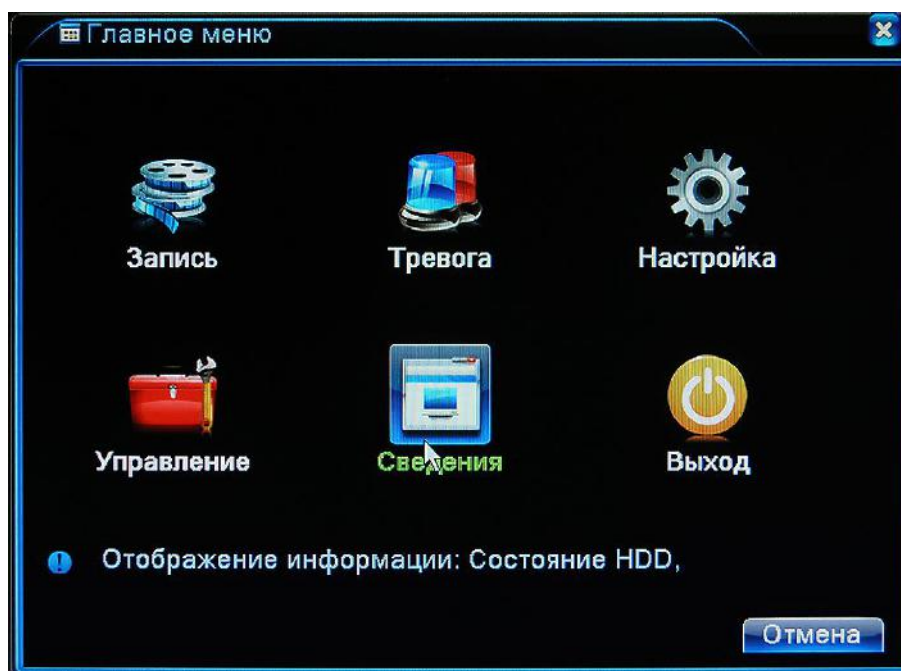 Главное меню
Запись
Тревога
Настройка
Управление
Сведения
Выход
Отображение информации: Состояние HDD,
Отмена